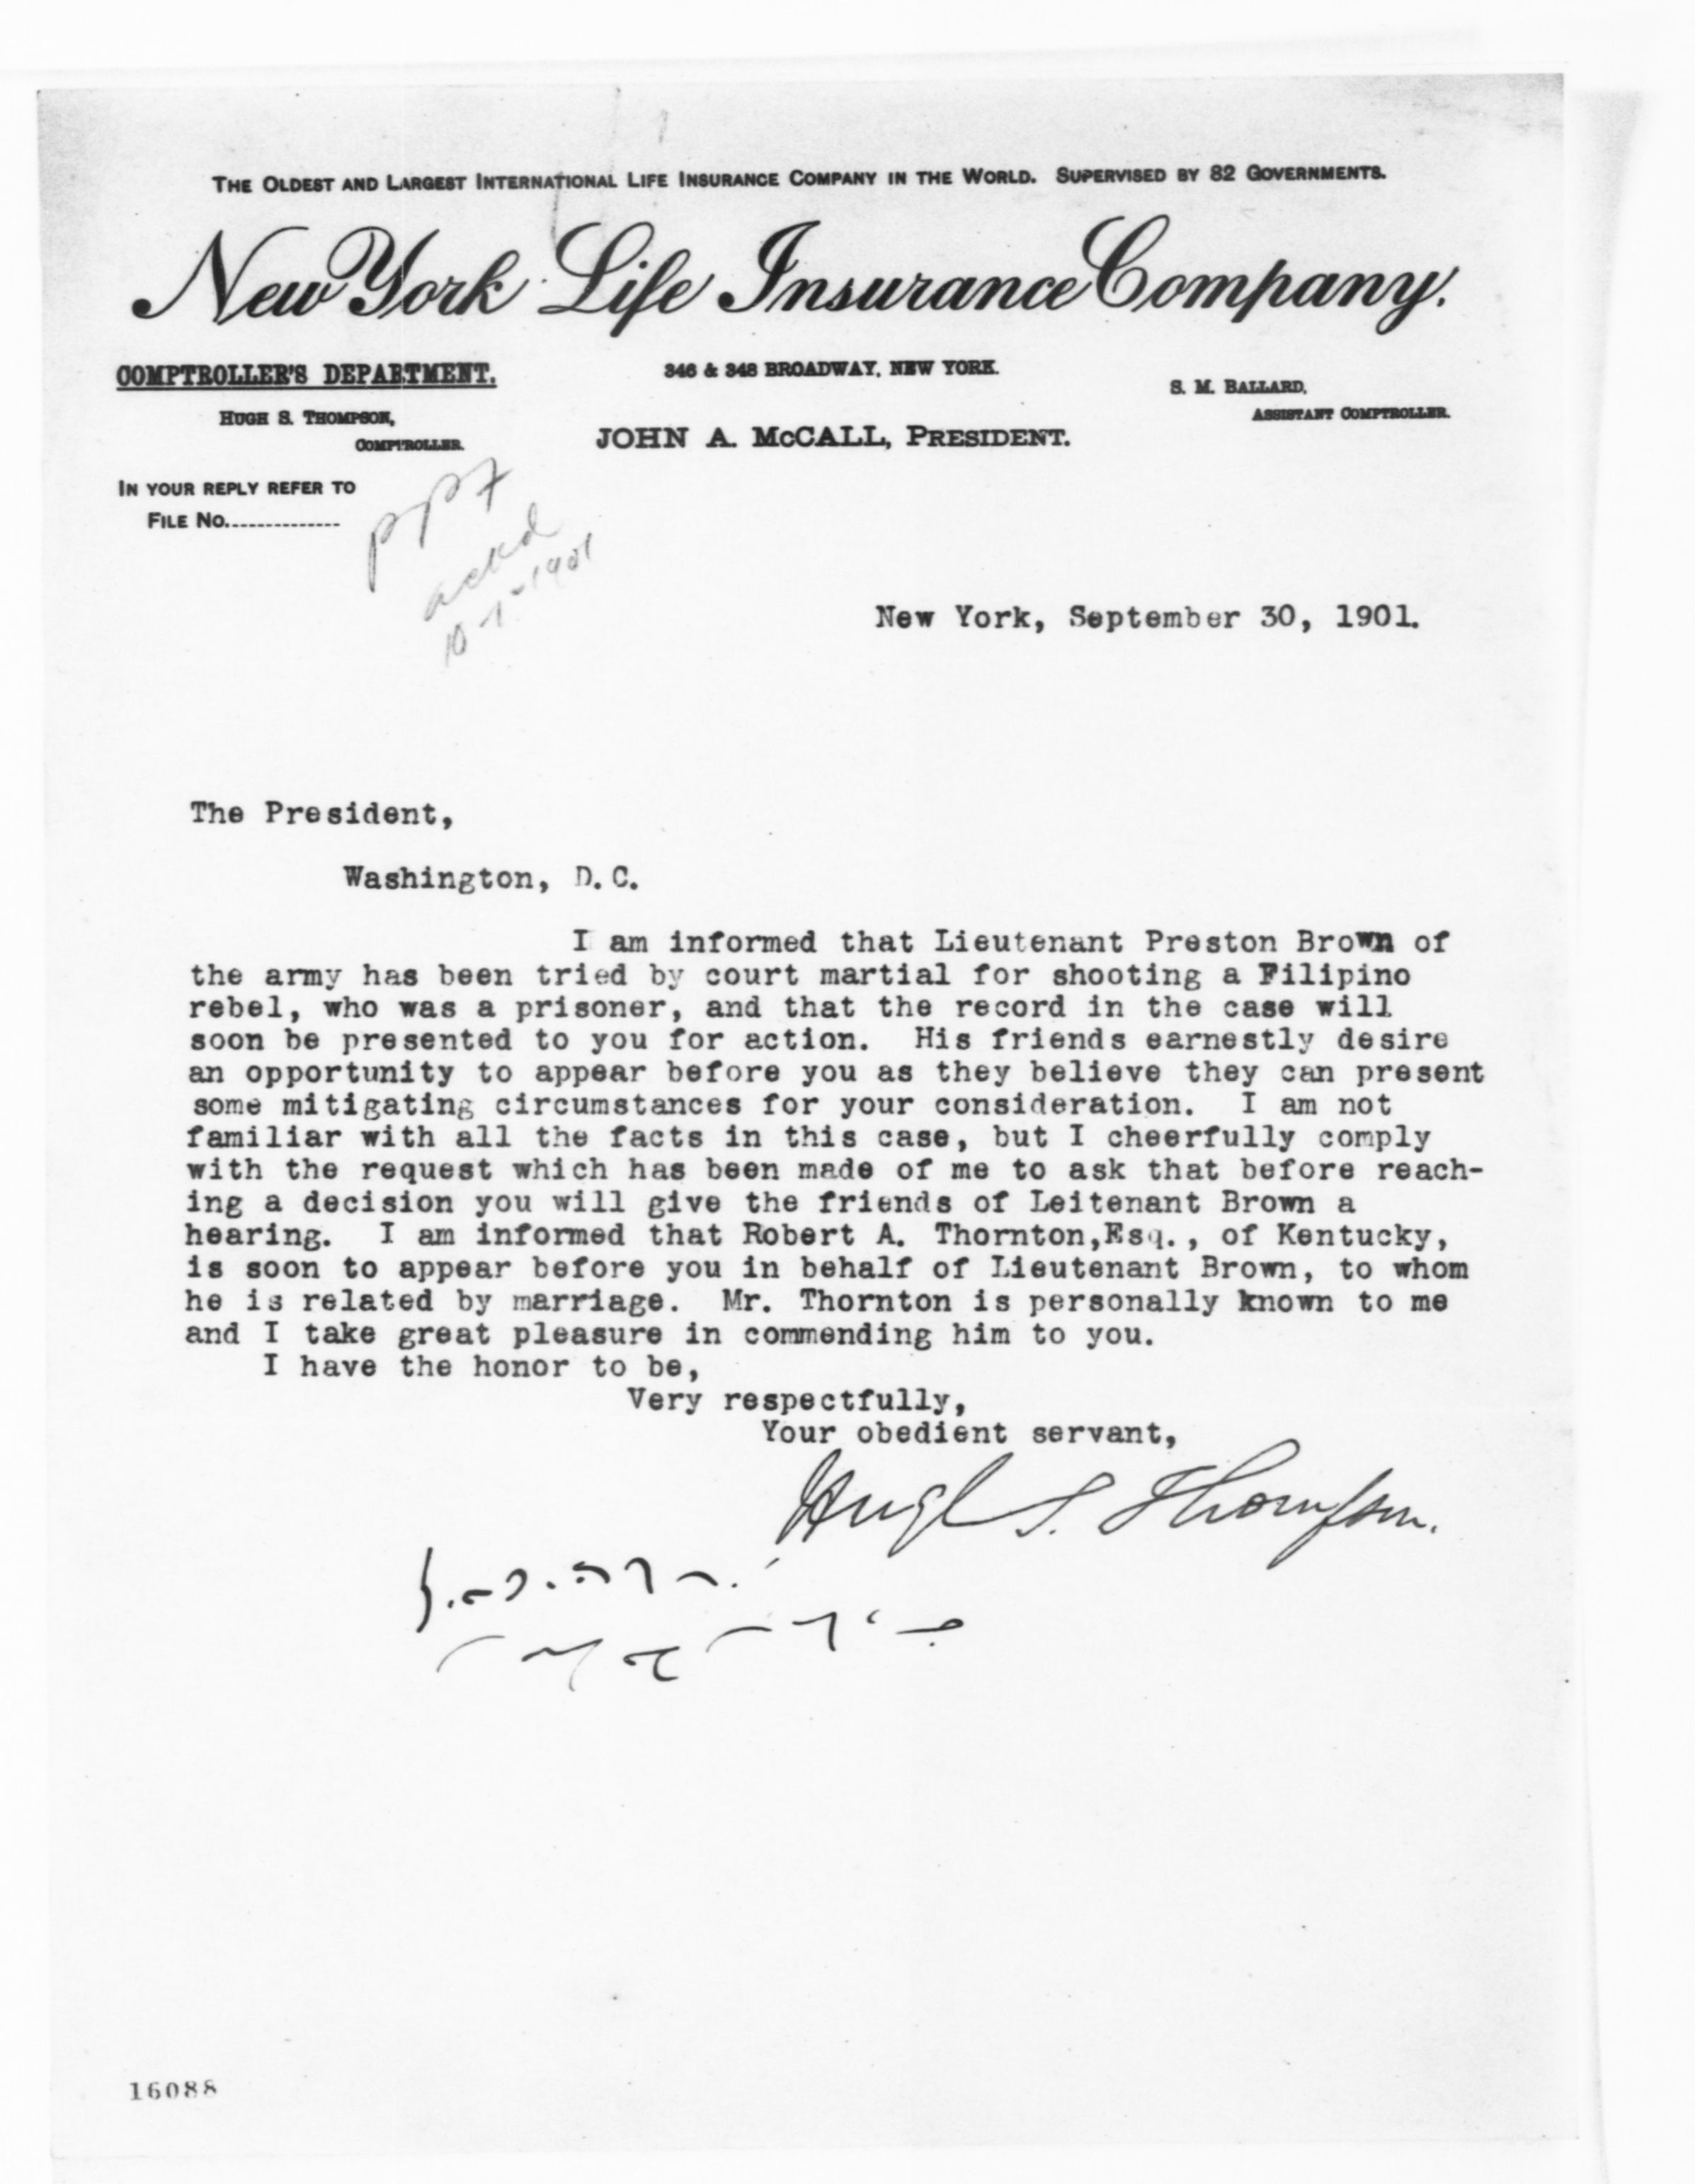 THE OLDEST AND LARGEST INTERNATIONAL LIFE INSURANCE COMPANY IN THE WORLD. SUPERVISED BY 82 GOVERNMENTS.
New York Life Insurance Company.
COMPTROLLER'S DEPARTMENT.
HUGH S. THOMPSON,
COMPTROLLER.
346 & 348 BROADWAY, NEW YORK.
JOHN A. McCALL, PRESIDENT.
S. M. BALLARD,
ASSISTANT COMPTROLLER.
IN YOUR REPLY REFER TO
FILE No..............
ppf
ackd
10-1-1901
New York, September 30, 1901.
The President,
Washington, D.C.
I am informed that Lieutenant Preston Brown of
the army has been tried by court martial for shooting a Filipino
rebel, who was a prisoner, and that the record in the case will
soon be presented to you for action. His friends earnestly desire
an opportunity to appear before you as they believe they can present
some mitigating circumstances for your consideration. I am not
familiar with all the facts in this case, but I cheerfully comply
with the request which has been made of me to ask that before reach-
ing a decision you will give the friends of Leitenant Brown a
hearing. I am informed that Robert A. Thornton,Esq., of Kentucky,
is soon to appear before you in behalf of Lieutenant Brown, to whom
he is related by marriage. Mr. Thornton is personally known to me
and I take great pleasure in commending him to you.
I have the honor to be,
Very respectfully,
Your obedient servant,
Hugh S. Thompson.
16088